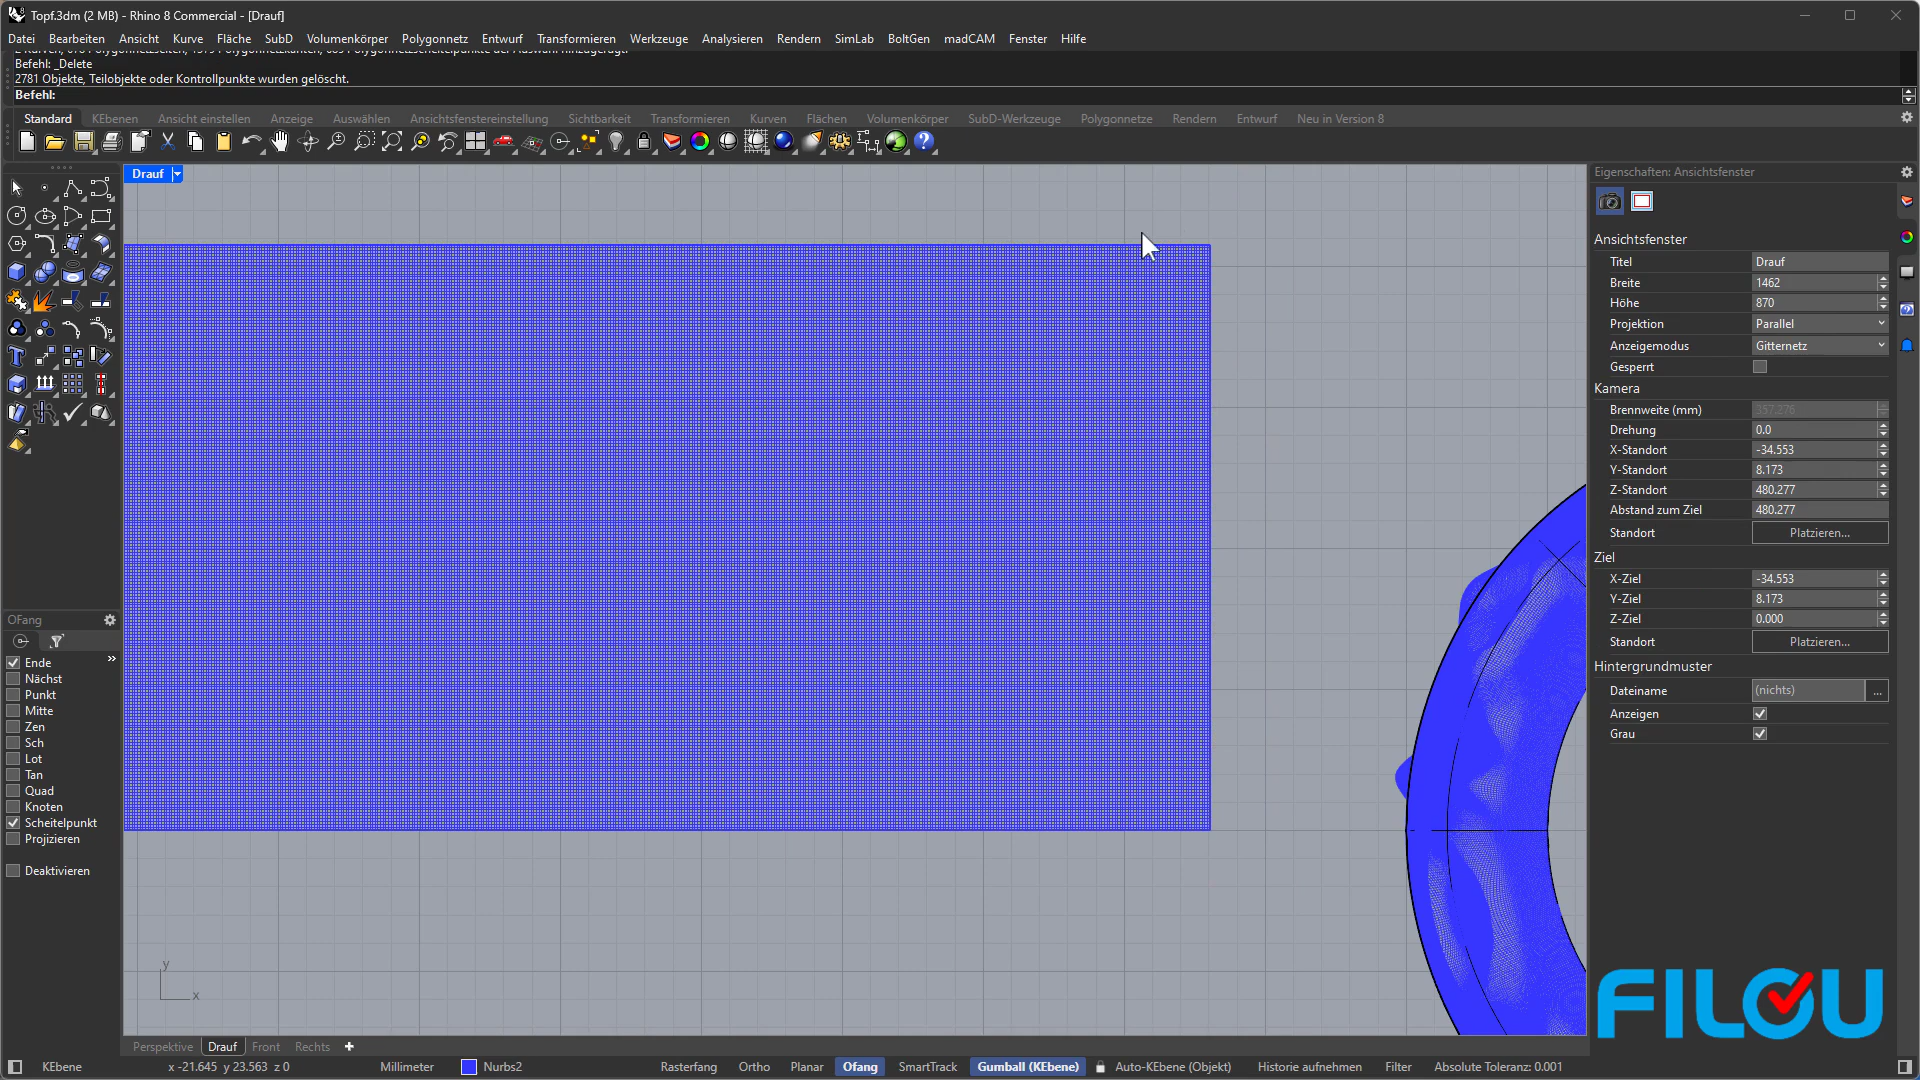 Topf.3dm (2 MB) - Rhino 8 Commercial - [Drauf]
Datei Bearbeiten Ansicht Kurve Fläche SubD Volumenkörper Polygonnetz Entwurf Transformieren Werkzeuge Analysieren Rendern SimLab BoltGen madCAM Fenster Hilfe
Befehl: _Delete
2781 Objekte, Teilobjekte oder Kontrollpunkte wurden gelöscht.
Befehl:
Standard KEbenen Ansicht einstellen Anzeige Auswählen Ansichtsfenstereinstellung Sichtbarkeit Transformieren Kurven Flächen Volumenkörper SubD-Werkzeuge Polygonnetze Rendern Entwurf Neu in Version 8
Drauf
Eigenschaften: Ansichtsfenster
Ansichtsfenster
Titel Drauf
Breite 1462
Höhe 870
Projektion Parallel
Anzeigemodus Gitternetz
Gesperrt
Kamera
Brennweite (mm) 357.276
Drehung 0.0
X-Standort -34.553
Y-Standort 8.173
Z-Standort 480.277
Abstand zum Ziel 480.277
Standort Platzieren...
Ziel
X-Ziel -34.553
Y-Ziel 8.173
Z-Ziel 0.000
Standort Platzieren...
Hintergrundmuster
Dateiname (nichts) ...
Anzeigen
Grau
OFang
Ende
Nächst
Punkt
Mitte
Zen
Sch
Lot
Tan
Quad
Knoten
Scheitelpunkt
Projizieren
Deaktivieren
y
x
FILOU
Perspektive Drauf Front Rechts
KEbene x -21.645 y 23.563 z 0 Millimeter Nurbs2 Rasterfang Ortho Planar Ofang SmartTrack Gumball (KEbene) Auto-KEbene (Objekt) Historie aufnehmen Filter Absolute Toleranz: 0.001